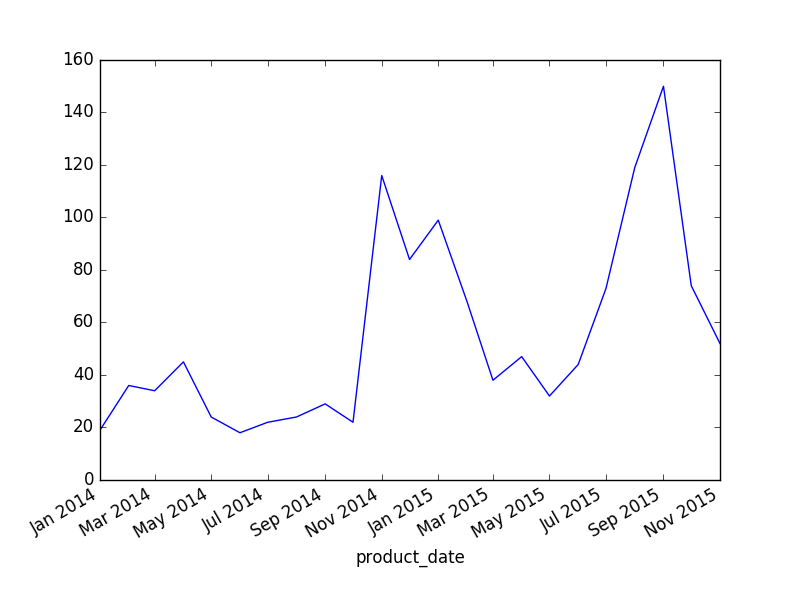 160
140
120
100
80
60
40
20
0
Jan 2014
Mar 2014
May 2014
Jul 2014
Sep 2014
Nov 2014
Jan 2015
Mar 2015
May 2015
Jul 2015
Sep 2015
Nov 2015
product_date